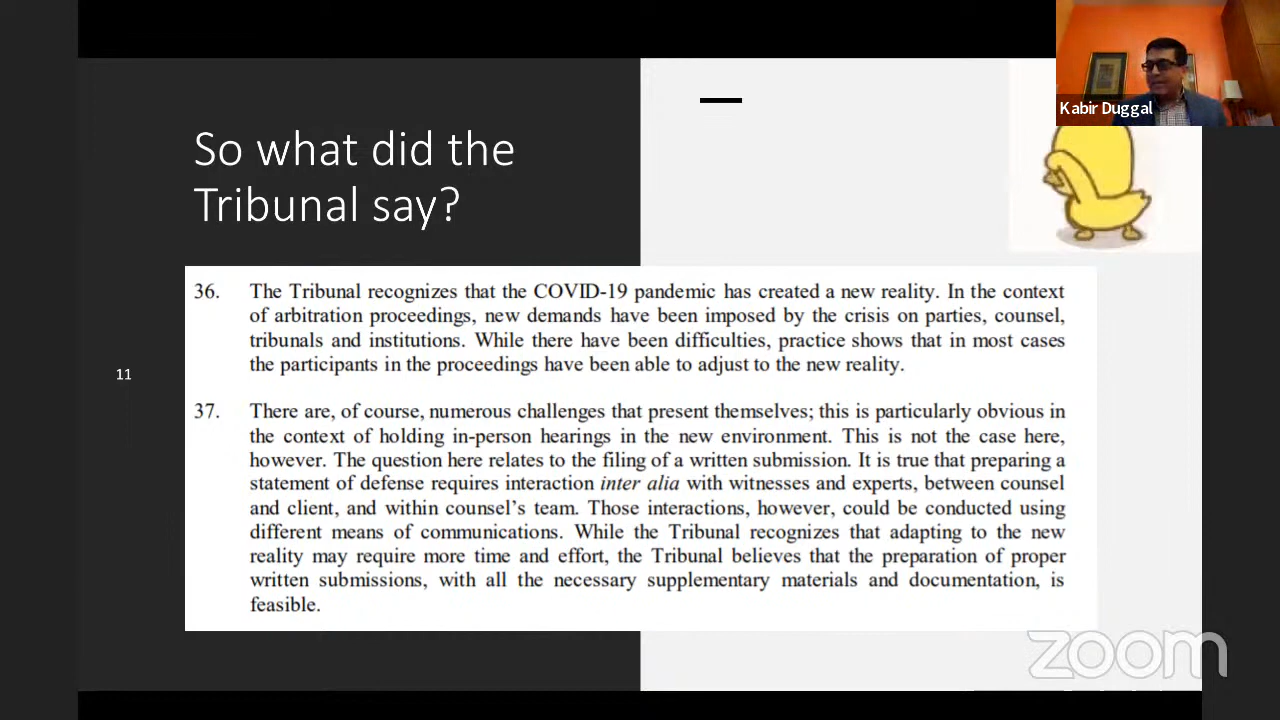 Kabir Duggal
So what did the
Tribunal say?
36. The Tribunal recognizes that the COVID-19 pandemic has created a new reality. In the context
of arbitration proceedings, new demands have been imposed by the crisis on parties, counsel,
tribunals and institutions. While there have been difficulties, practice shows that in most cases
the participants in the proceedings have been able to adjust to the new reality.
11
37. There are, of course, numerous challenges that present themselves; this is particularly obvious in
the context of holding in-person hearings in the new environment. This is not the case here,
however. The question here relates to the filing of a written submission. It is true that preparing a
statement of defense requires interaction inter alia with witnesses and experts, between counsel
and client, and within counsel's team. Those interactions, however, could be conducted using
different means of communications. While the Tribunal recognizes that adapting to the new
reality may require more time and effort, the Tribunal believes that the preparation of proper
written submissions, with all the necessary supplementary materials and documentation, is
feasible.
zoom